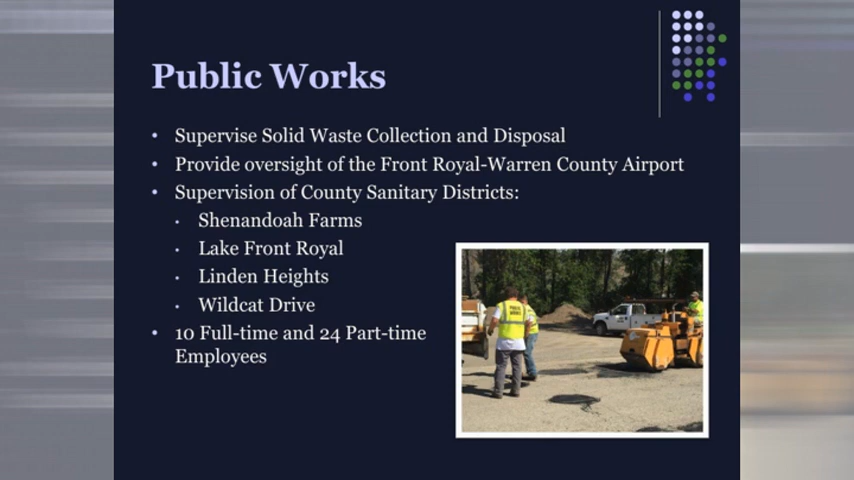 Public Works
• Supervise Solid Waste Collection and Disposal
• Provide oversight of the Front Royal-Warren County Airport
• Supervision of County Sanitary Districts:
• Shenandoah Farms
• Lake Front Royal
• Linden Heights
• Wildcat Drive
• 10 Full-time and 24 Part-time
Employees
PUBLIC
WORKS